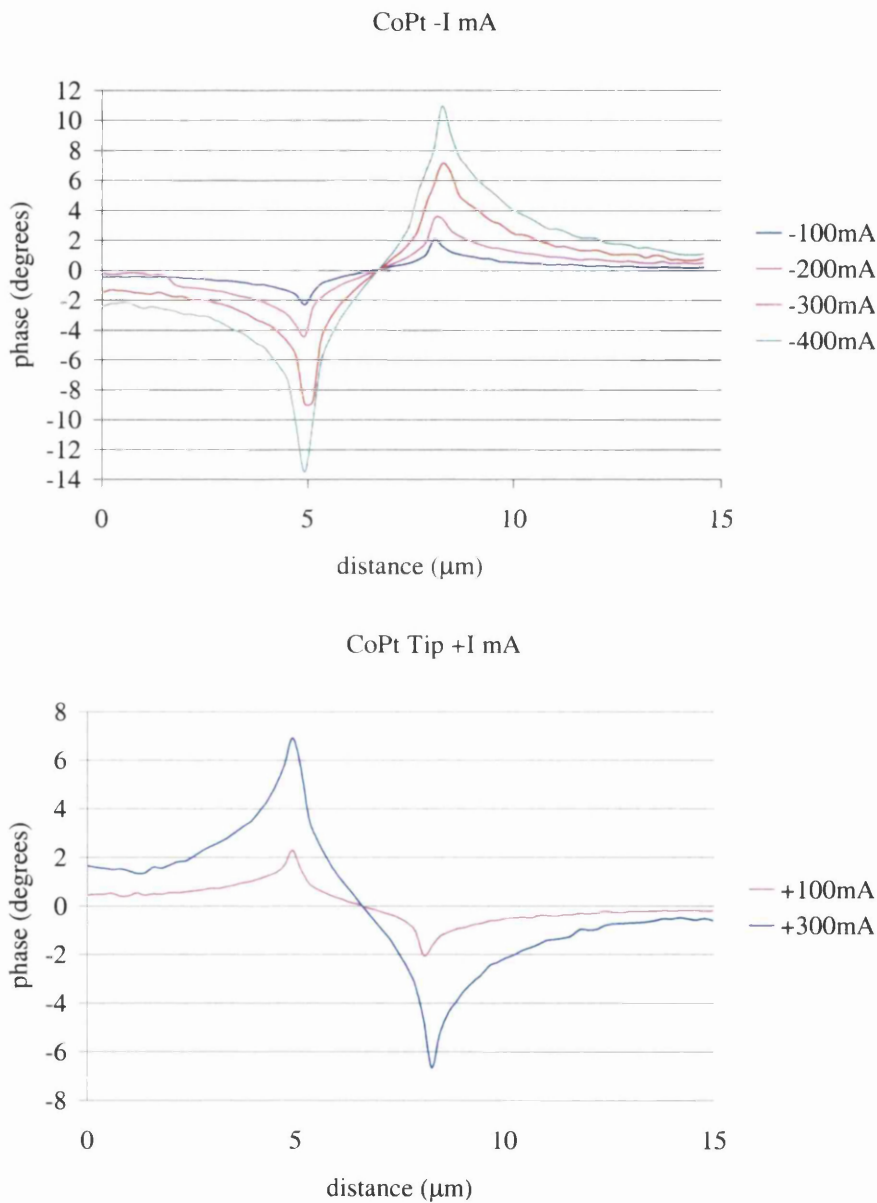 CoPt -I mA
12
10
8
6
4
2
0
-2
-4
-6
-8
-10
-12
-14
phase (degrees)
0 5 10 15
distance (μm)
-100mA
-200mA
-300mA
-400mA
CoPt Tip +I mA
8
6
4
2
0
-2
-4
-6
-8
phase (degrees)
0 5 10 15
distance (μm)
+100mA
+300mA